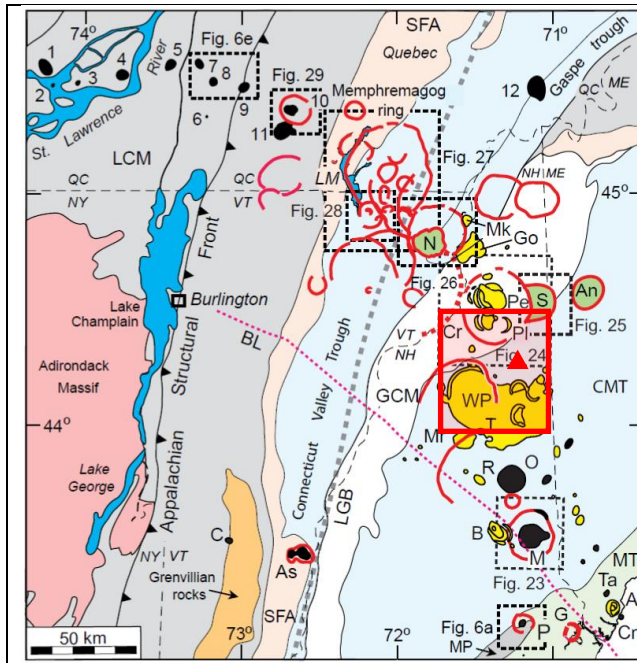 74°
SFA
71°
Quebec
Gaspe trough
1
4
5
7
8
Fig. 6e
Fig. 29
Memphremagog
ring
12
QC
ME
2
3
River
St. Lawrence
6
9
10
11
LCM
LM
Fig. 27
QC
NY
QC
VT
NH
ME
45°
Fig. 28
Mk
Go
N
Front
Fig. 26
Lake
Champlain
Burlington
Pe
S
An
VT
NH
Cr
Pl
Fig. 25
Fig. 24
BL
Adirondack
Massif
Structural
Connecticut Valley Trough
GCM
WP
CMT
44°
T
Lake
George
Appalachian
LGB
R
O
B
C
As
M
NY
VT
Grenvillian
rocks
Fig. 23
MT
Ta
A
SFA
Fig. 6a
MP
P
G
50 km
73°
72°